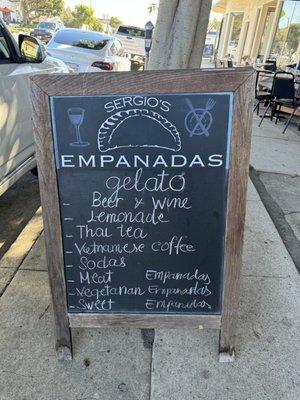 SERGIO'S
EMPANADAS
gelato
Beer & wine
Lemonade
- Thai tea
- Vietnamese coffee
- Sodas
- Meat Empanadas
- Vegetarian Empanadas
- Sweet Empanadas